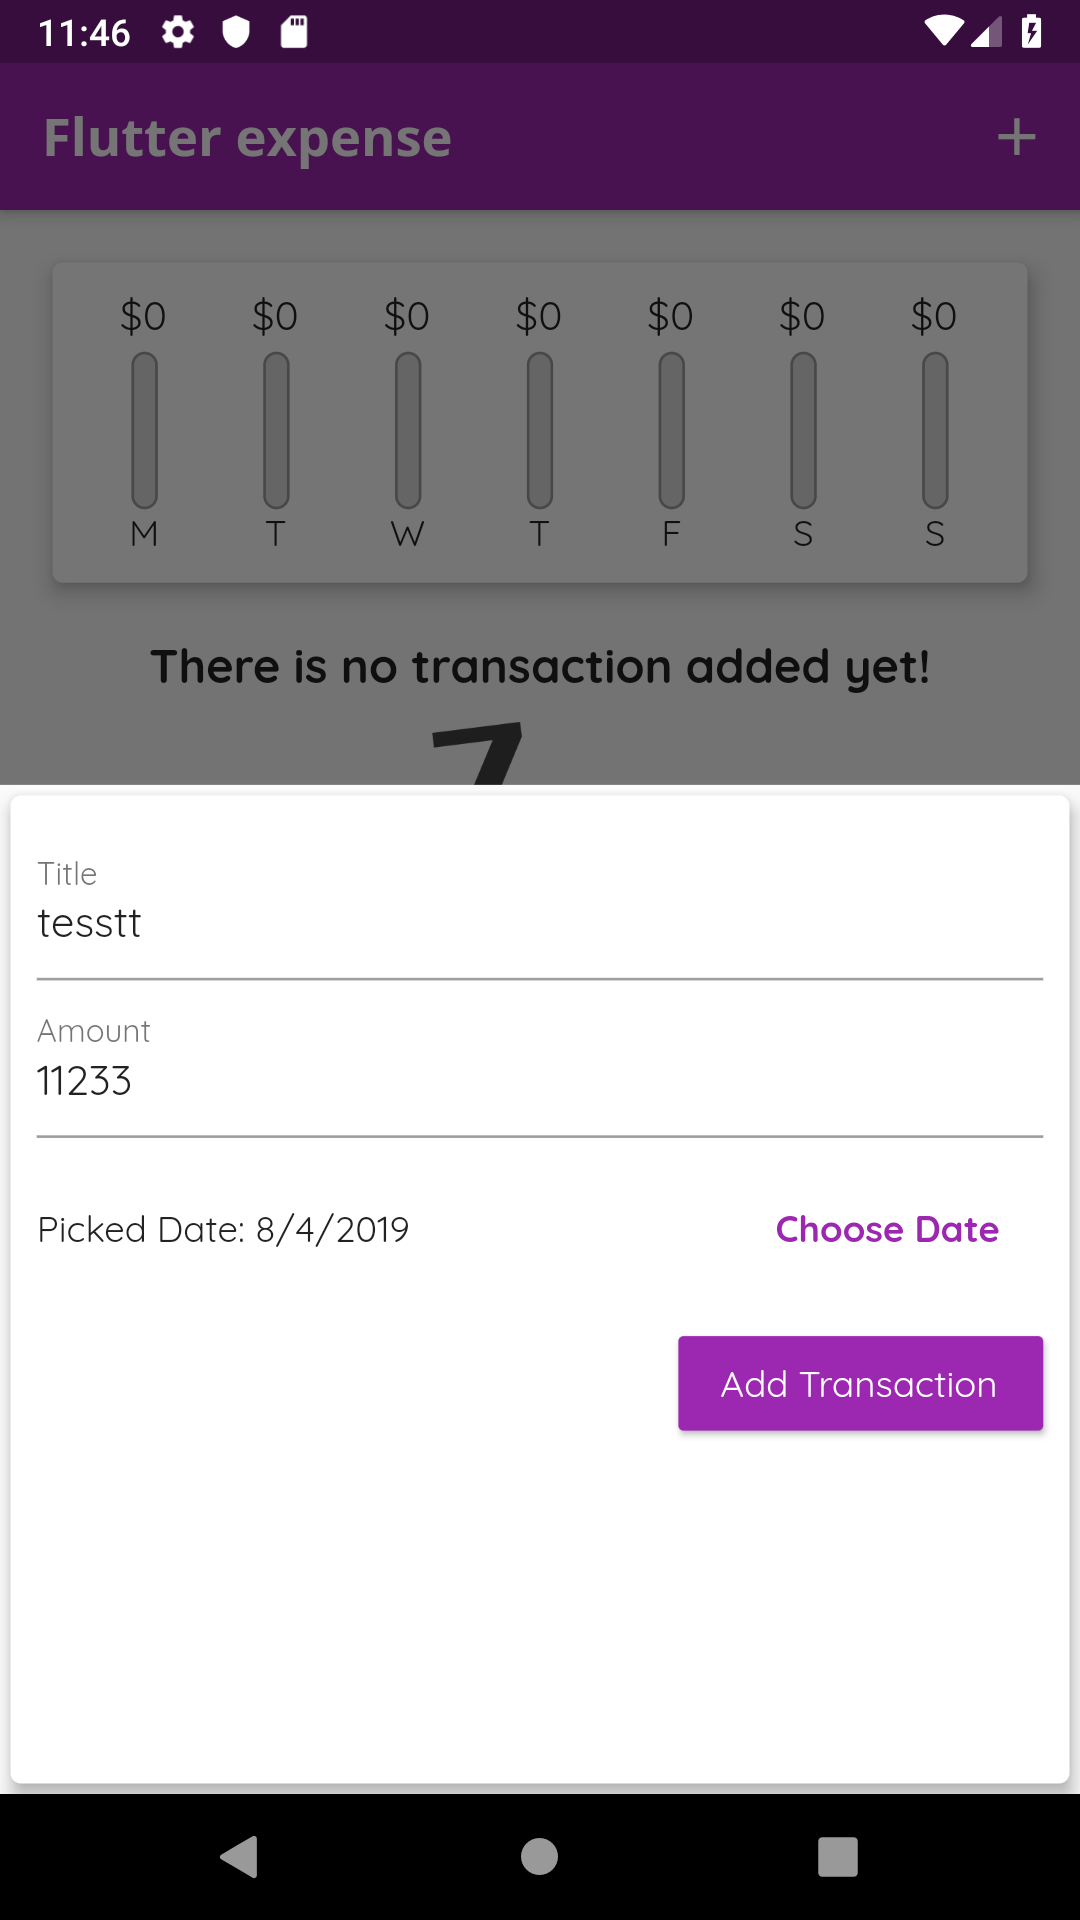 11:46
Flutter expense
$0 $0 $0 $0 $0 $0 $0
M T W T F S S
There is no transaction added yet!
Title
tesstt
Amount
11233
Picked Date: 8/4/2019 Choose Date
Add Transaction